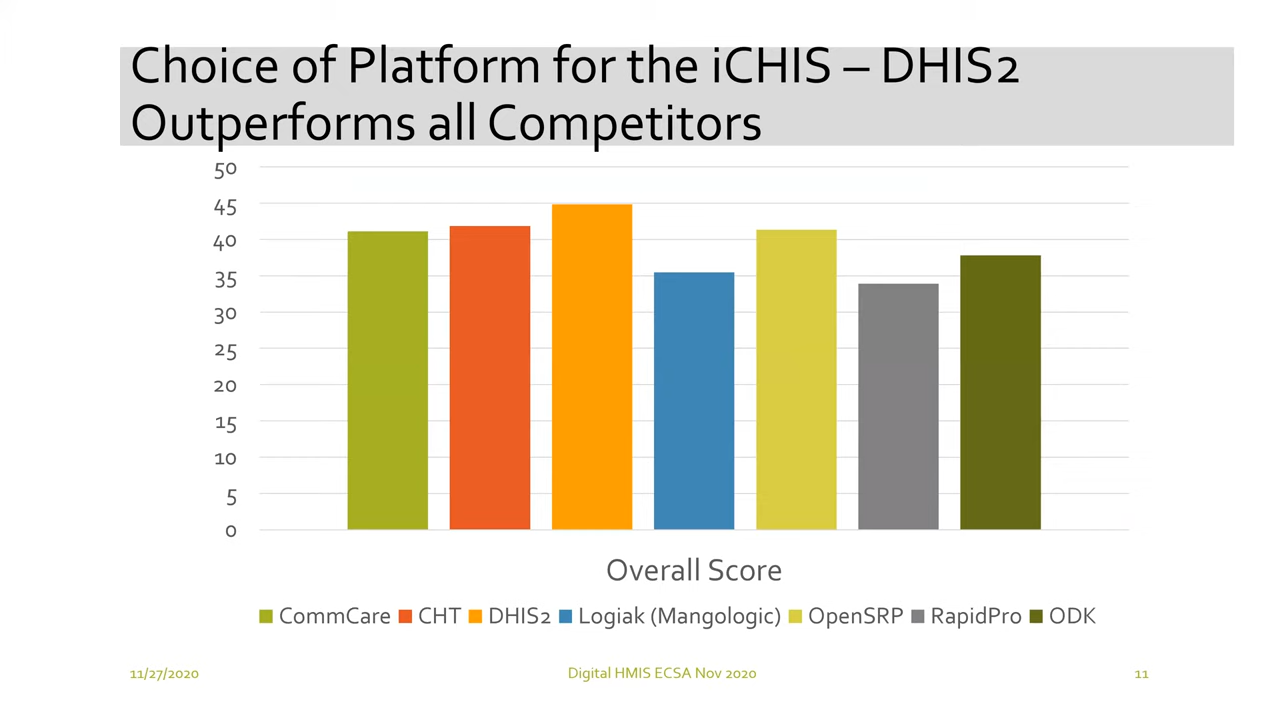 Choice of Platform for the iCHIS – DHIS2
Outperforms all Competitors
50
45
40
35
30
25
20
15
10
5
0
Overall Score
CommCare CHT DHIS2 Logiak (Mangologic) OpenSRP RapidPro ODK
11/27/2020 Digital HMIS ECSA Nov 2020 11